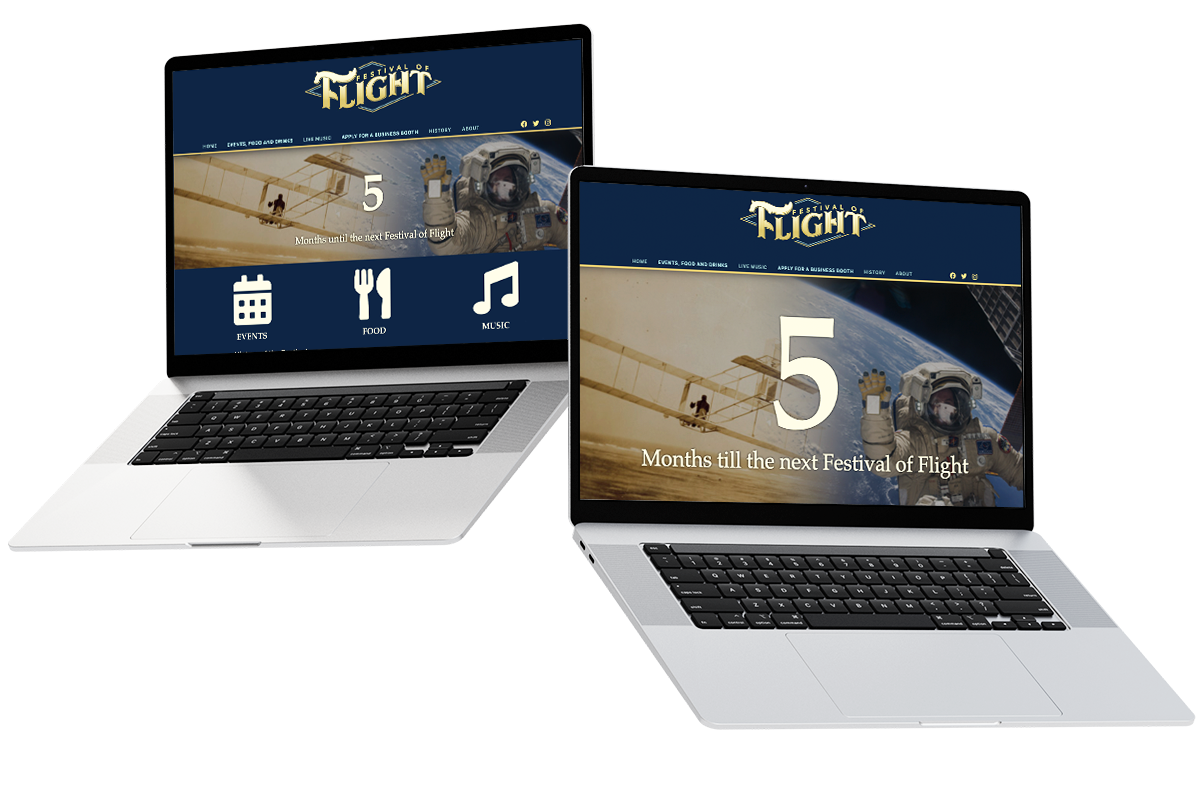 FESTIVAL OF
FLIGHT
HOME EVENTS, FOOD AND DRINKS LIVE MUSIC APPLY FOR A BUSINESS BOOTH HISTORY ABOUT
5
Months until the next Festival of Flight
EVENTS FOOD MUSIC
FESTIVAL OF
FLIGHT
HOME EVENTS, FOOD AND DRINKS LIVE MUSIC APPLY FOR A BUSINESS BOOTH HISTORY ABOUT
5
Months till the next Festival of Flight